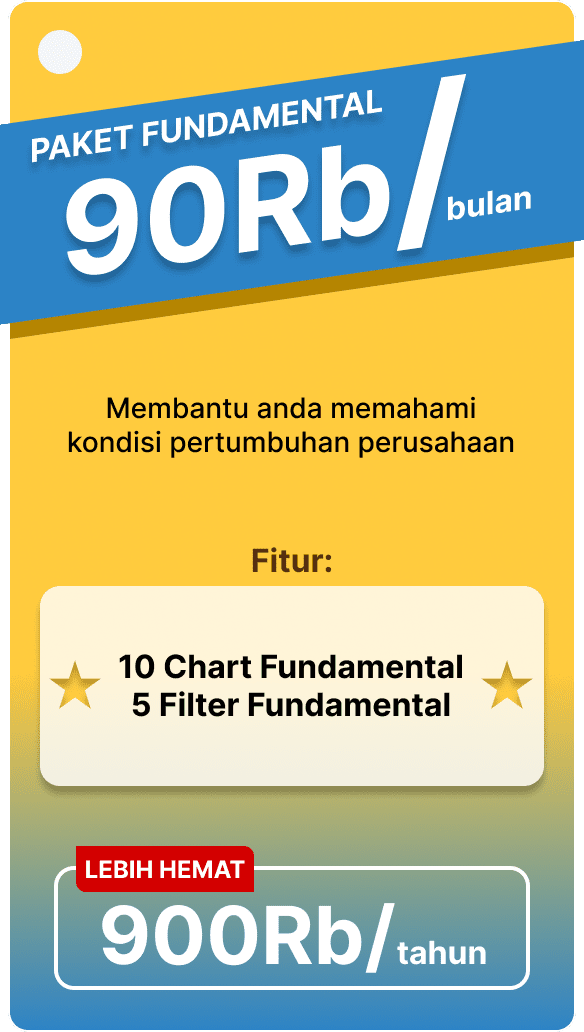 PAKET FUNDAMENTAL
90Rb/bulan
Membantu anda memahami
kondisi pertumbuhan perusahaan
Fitur:
10 Chart Fundamental
5 Filter Fundamental
LEBIH HEMAT
900Rb/tahun